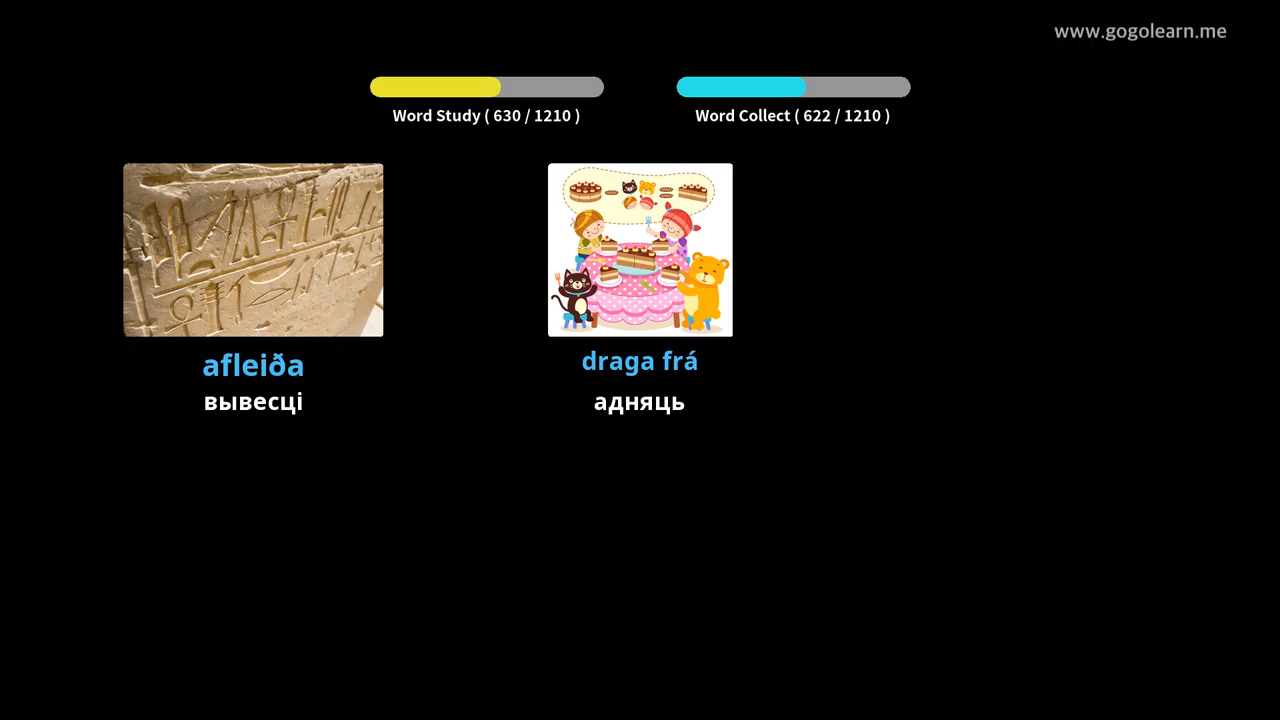 www.gogolearn.me
Word Study ( 630 / 1210 )
Word Collect ( 622 / 1210 )
afleiða
вывесці
draga frá
адняць